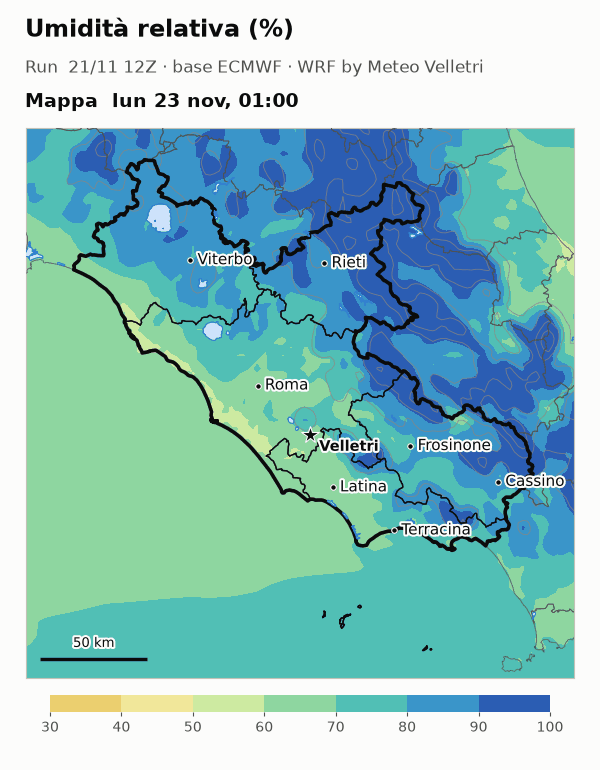 Umidità relativa (%)
Run 21/11 12Z · base ECMWF · WRF by Meteo Velletri
Mappa lun 23 nov, 01:00
Viterbo
Rieti
Roma
Velletri
Frosinone
Cassino
Latina
Terracina
50 km
30 40 50 60 70 80 90 100